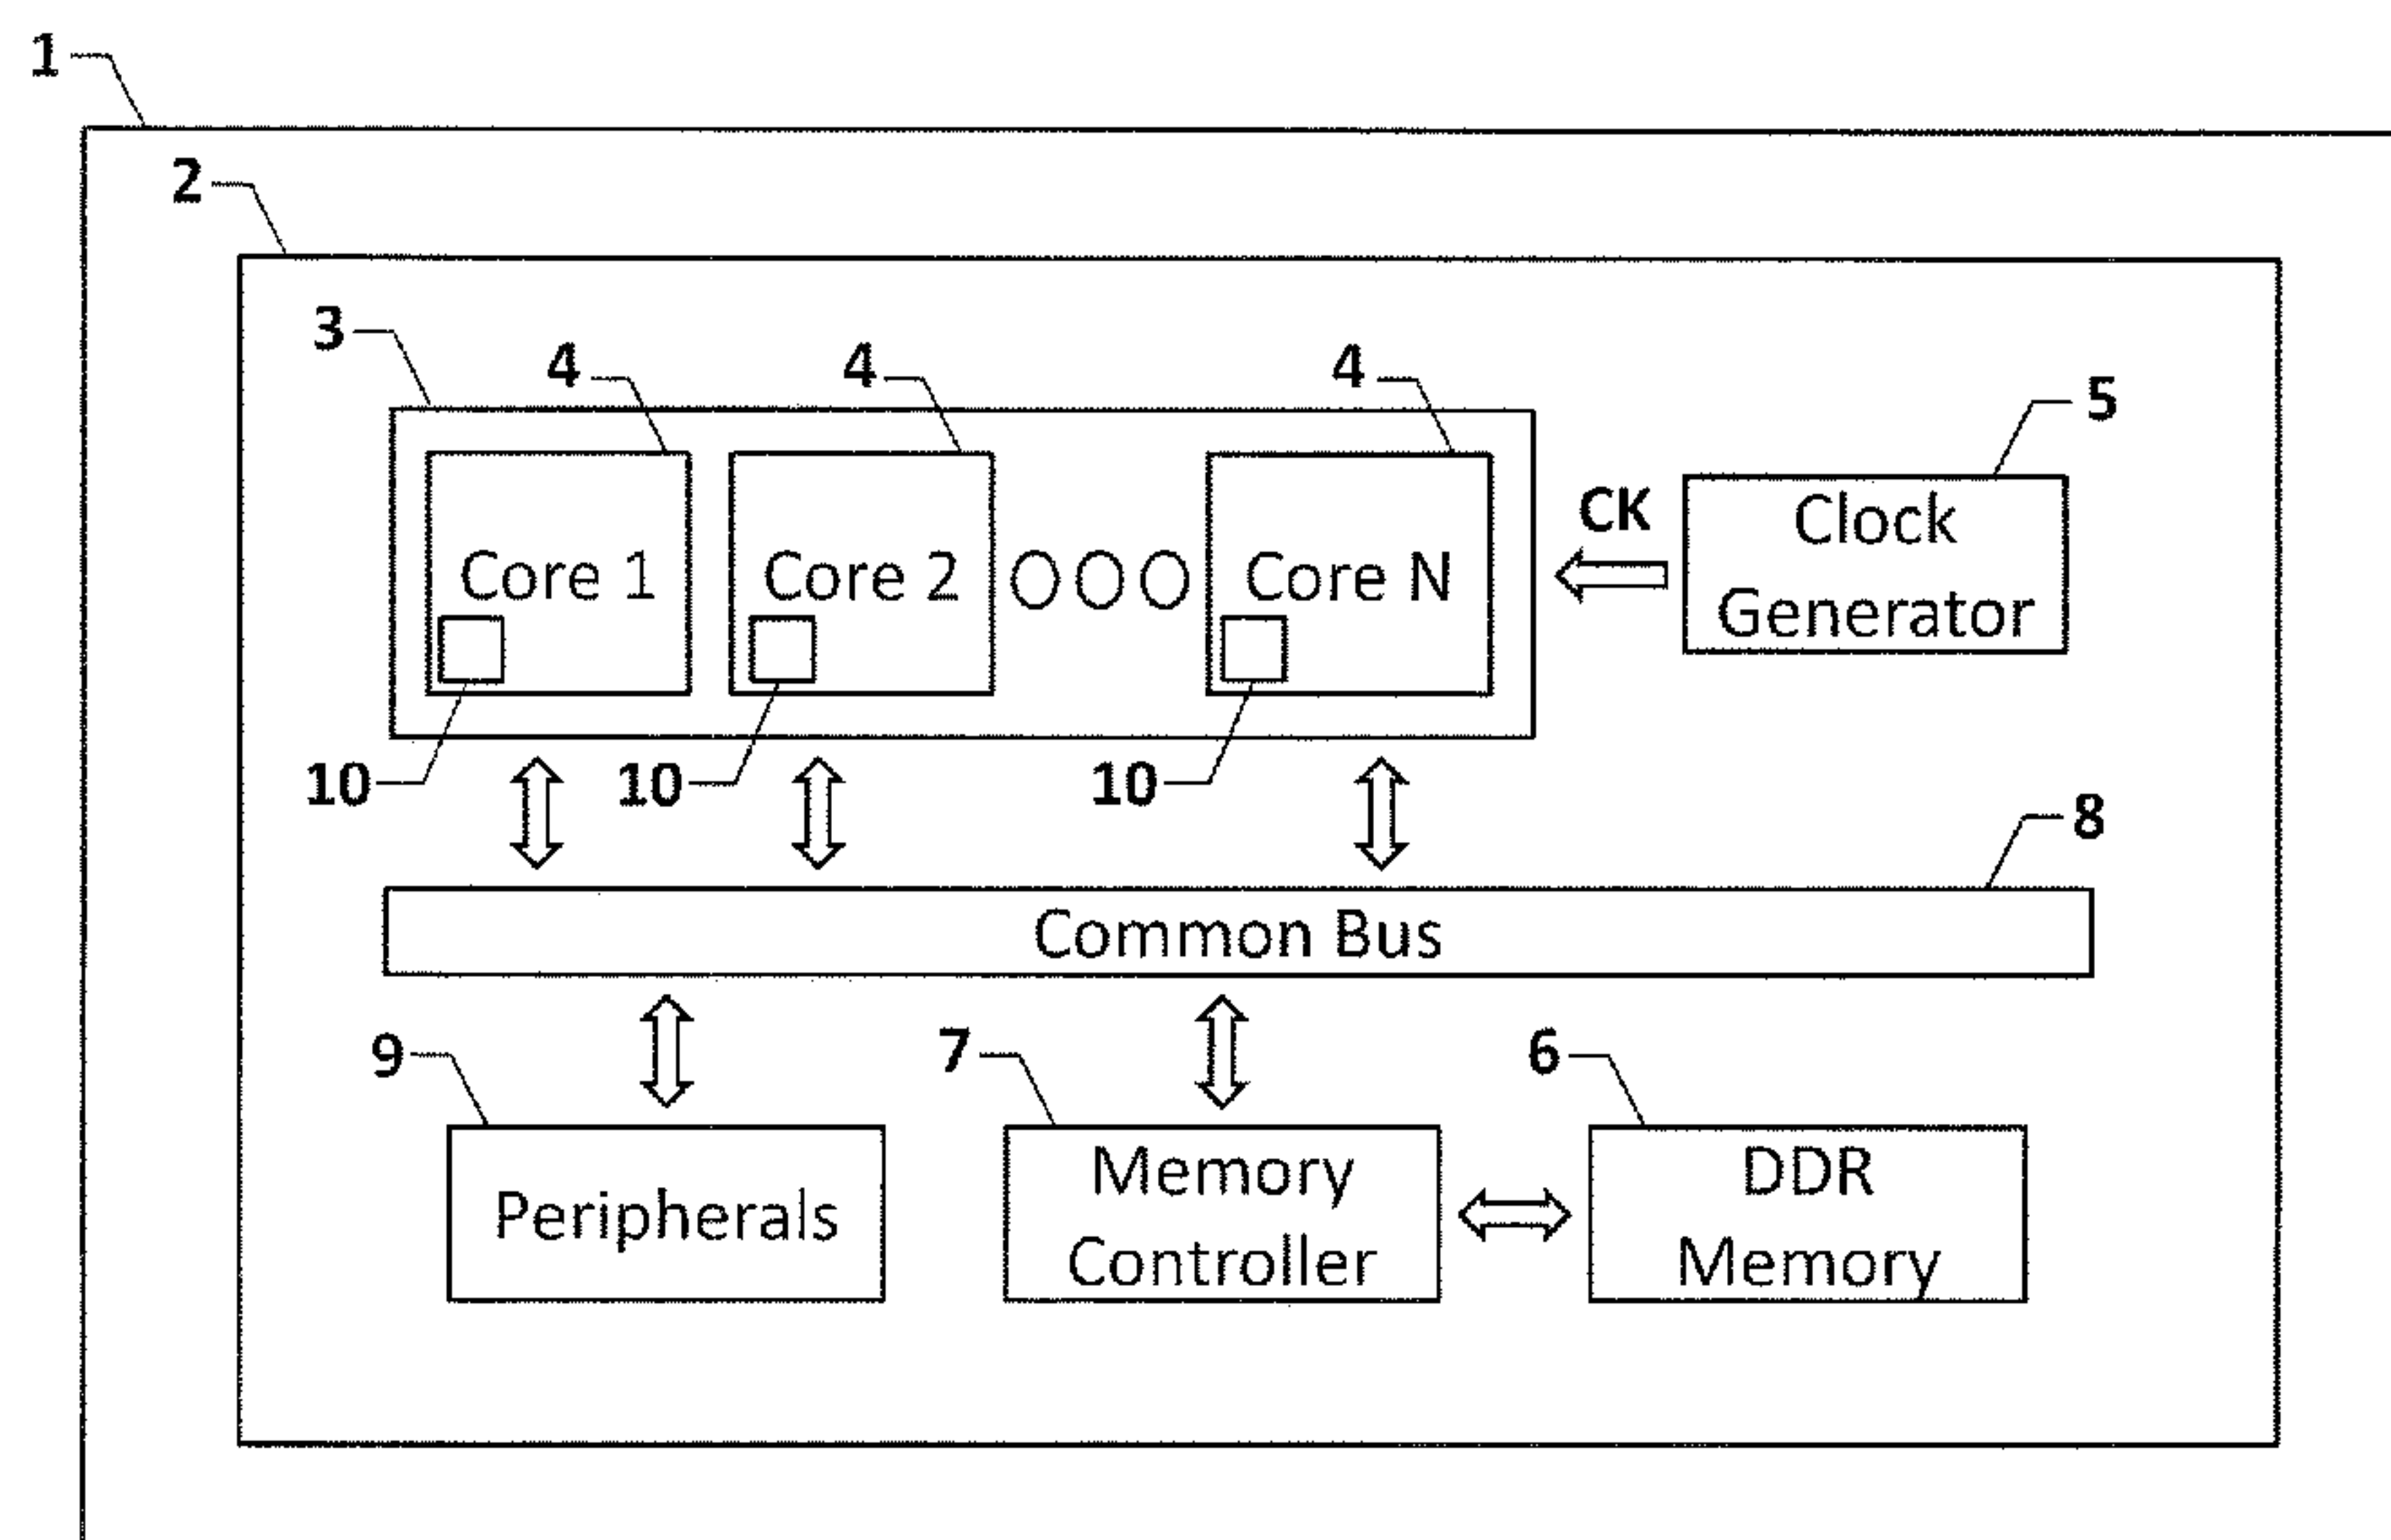 1
2
3
4
4
4
5
CK
Clock
Generator
Core 1
Core 2
Core N
10
10
10
8
Common Bus
9
7
6
Peripherals
Memory
Controller
DDR
Memory